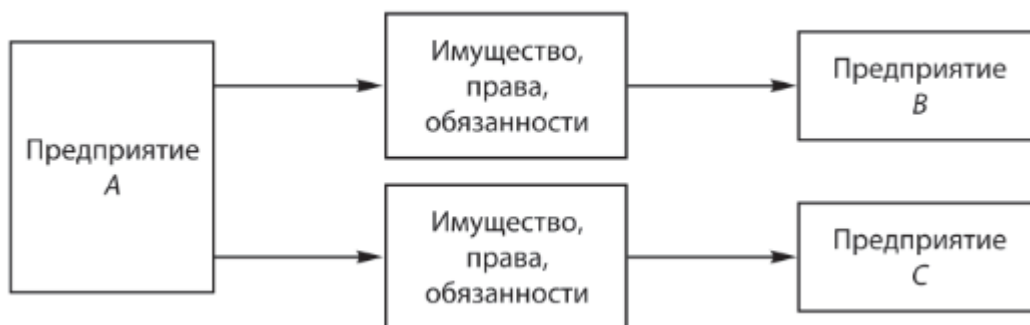 Предприятие
A
Имущество,
права,
обязанности
Предприятие
B
Имущество,
права,
обязанности
Предприятие
C